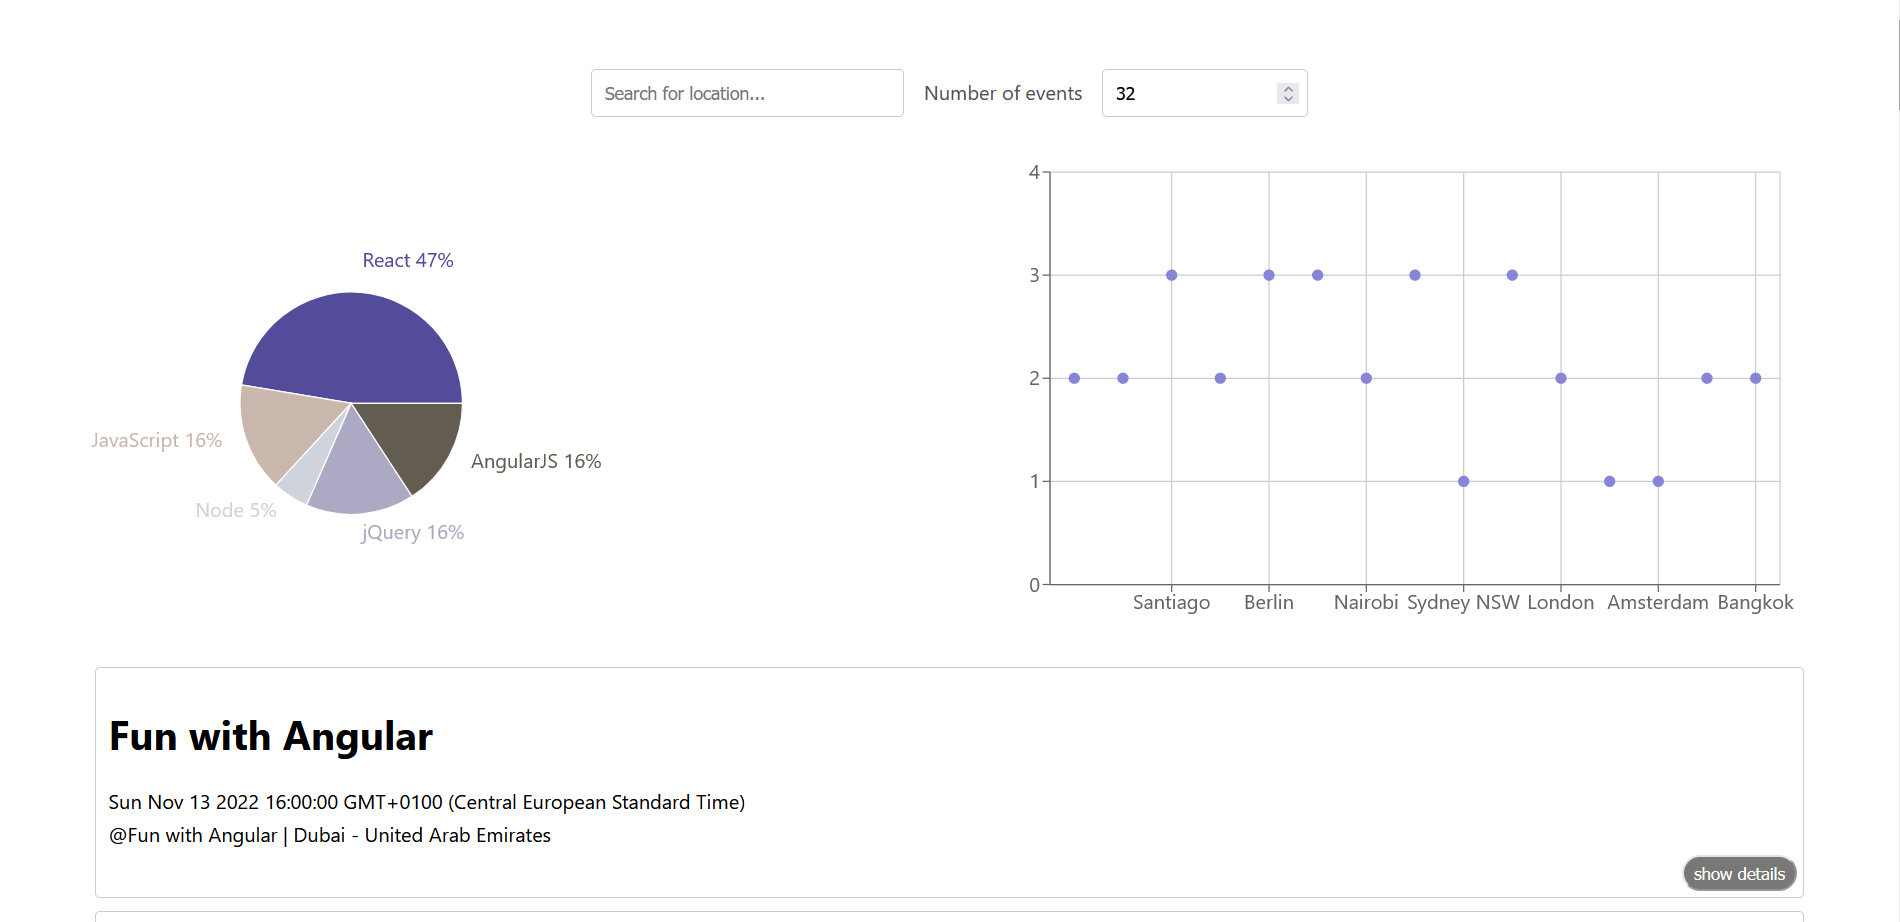 Search for location...
Number of events
32
React 47%
JavaScript 16%
AngularJS 16%
Node 5%
jQuery 16%
4
3
2
1
0
Santiago Berlin Nairobi Sydney NSW London Amsterdam Bangkok
Fun with Angular
Sun Nov 13 2022 16:00:00 GMT+0100 (Central European Standard Time)
@Fun with Angular | Dubai - United Arab Emirates
show details